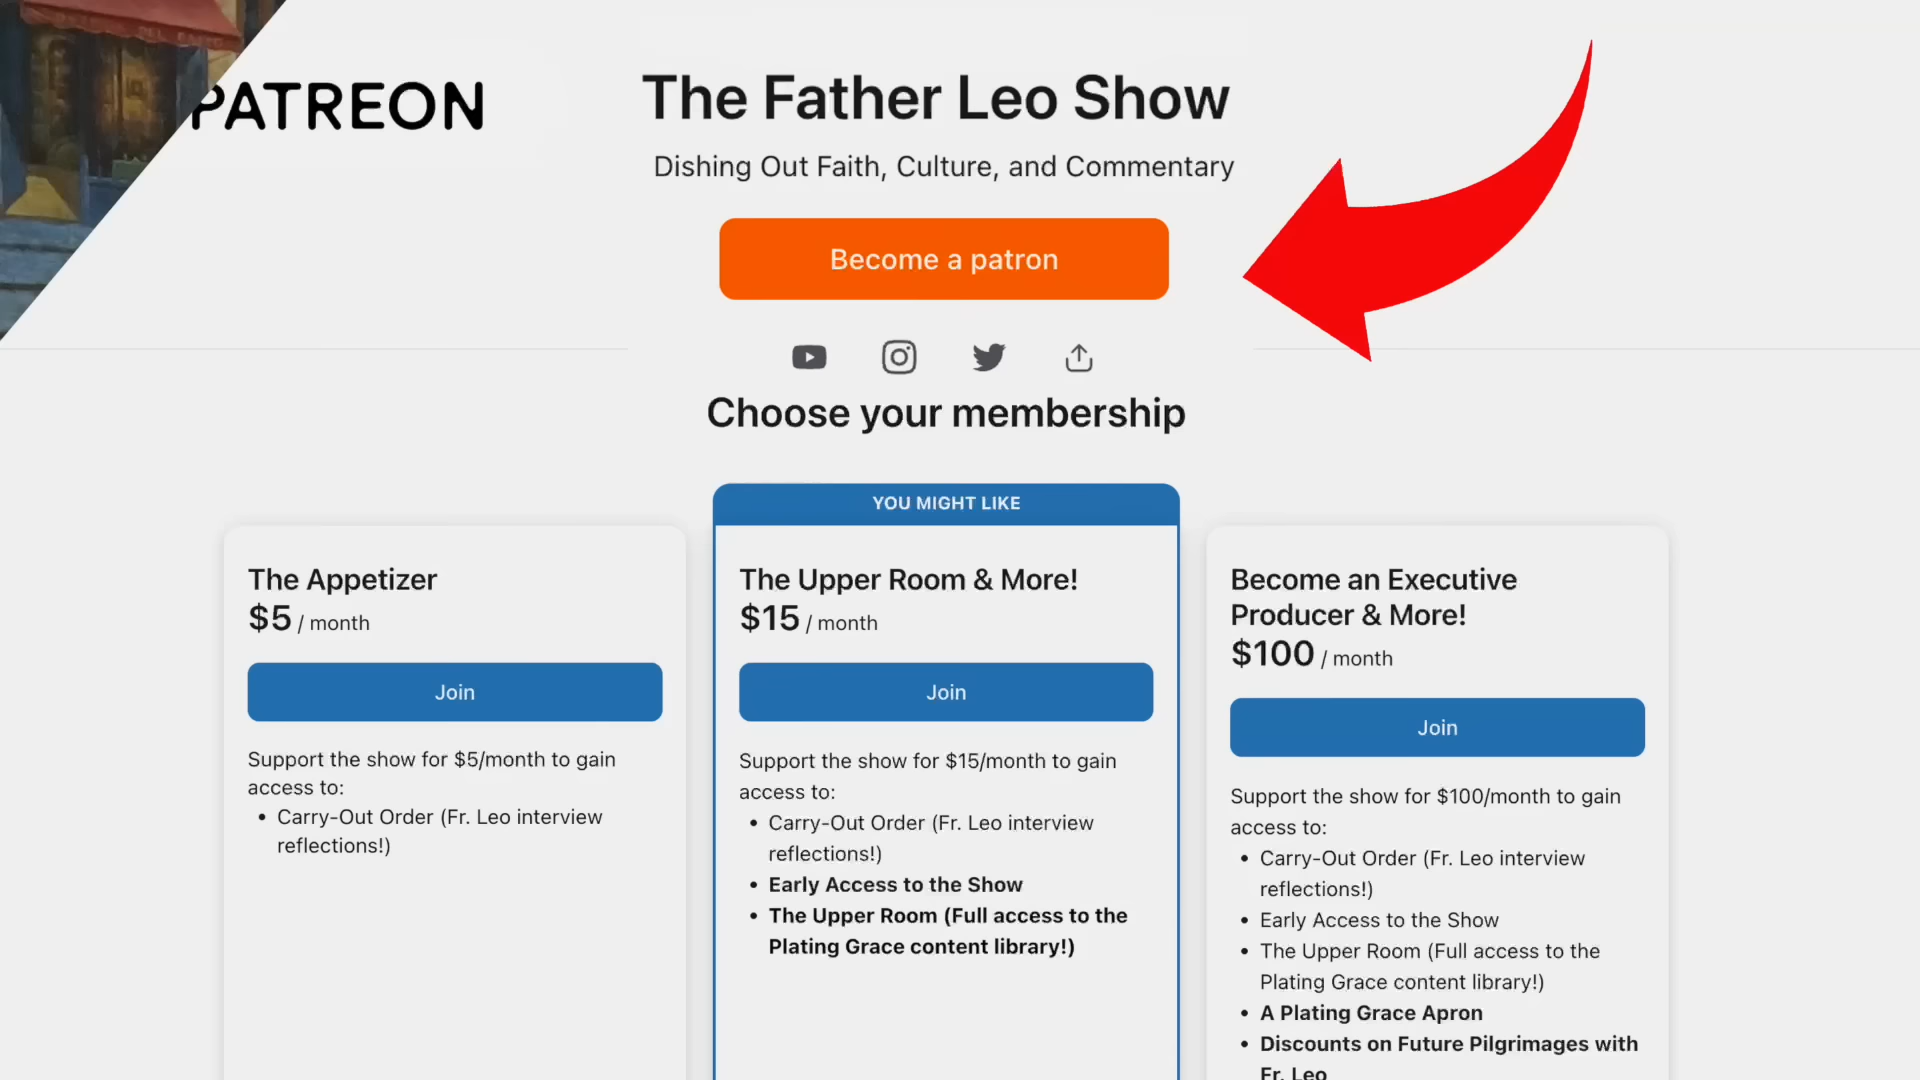 DEL BACCO
PATREON
The Father Leo Show
Dishing Out Faith, Culture, and Commentary
Become a patron
Choose your membership
YOU MIGHT LIKE
The Appetizer
$5 / month
Join
Support the show for $5/month to gain
access to:
• Carry-Out Order (Fr. Leo interview
reflections!)
The Upper Room & More!
$15 / month
Join
Support the show for $15/month to gain
access to:
• Carry-Out Order (Fr. Leo interview
reflections!)
• Early Access to the Show
• The Upper Room (Full access to the
Plating Grace content library!)
Become an Executive
Producer & More!
$100 / month
Join
Support the show for $100/month to gain
access to:
• Carry-Out Order (Fr. Leo interview
reflections!)
• Early Access to the Show
• The Upper Room (Full access to the
Plating Grace content library!)
• A Plating Grace Apron
• Discounts on Future Pilgrimages with
Fr. Leo